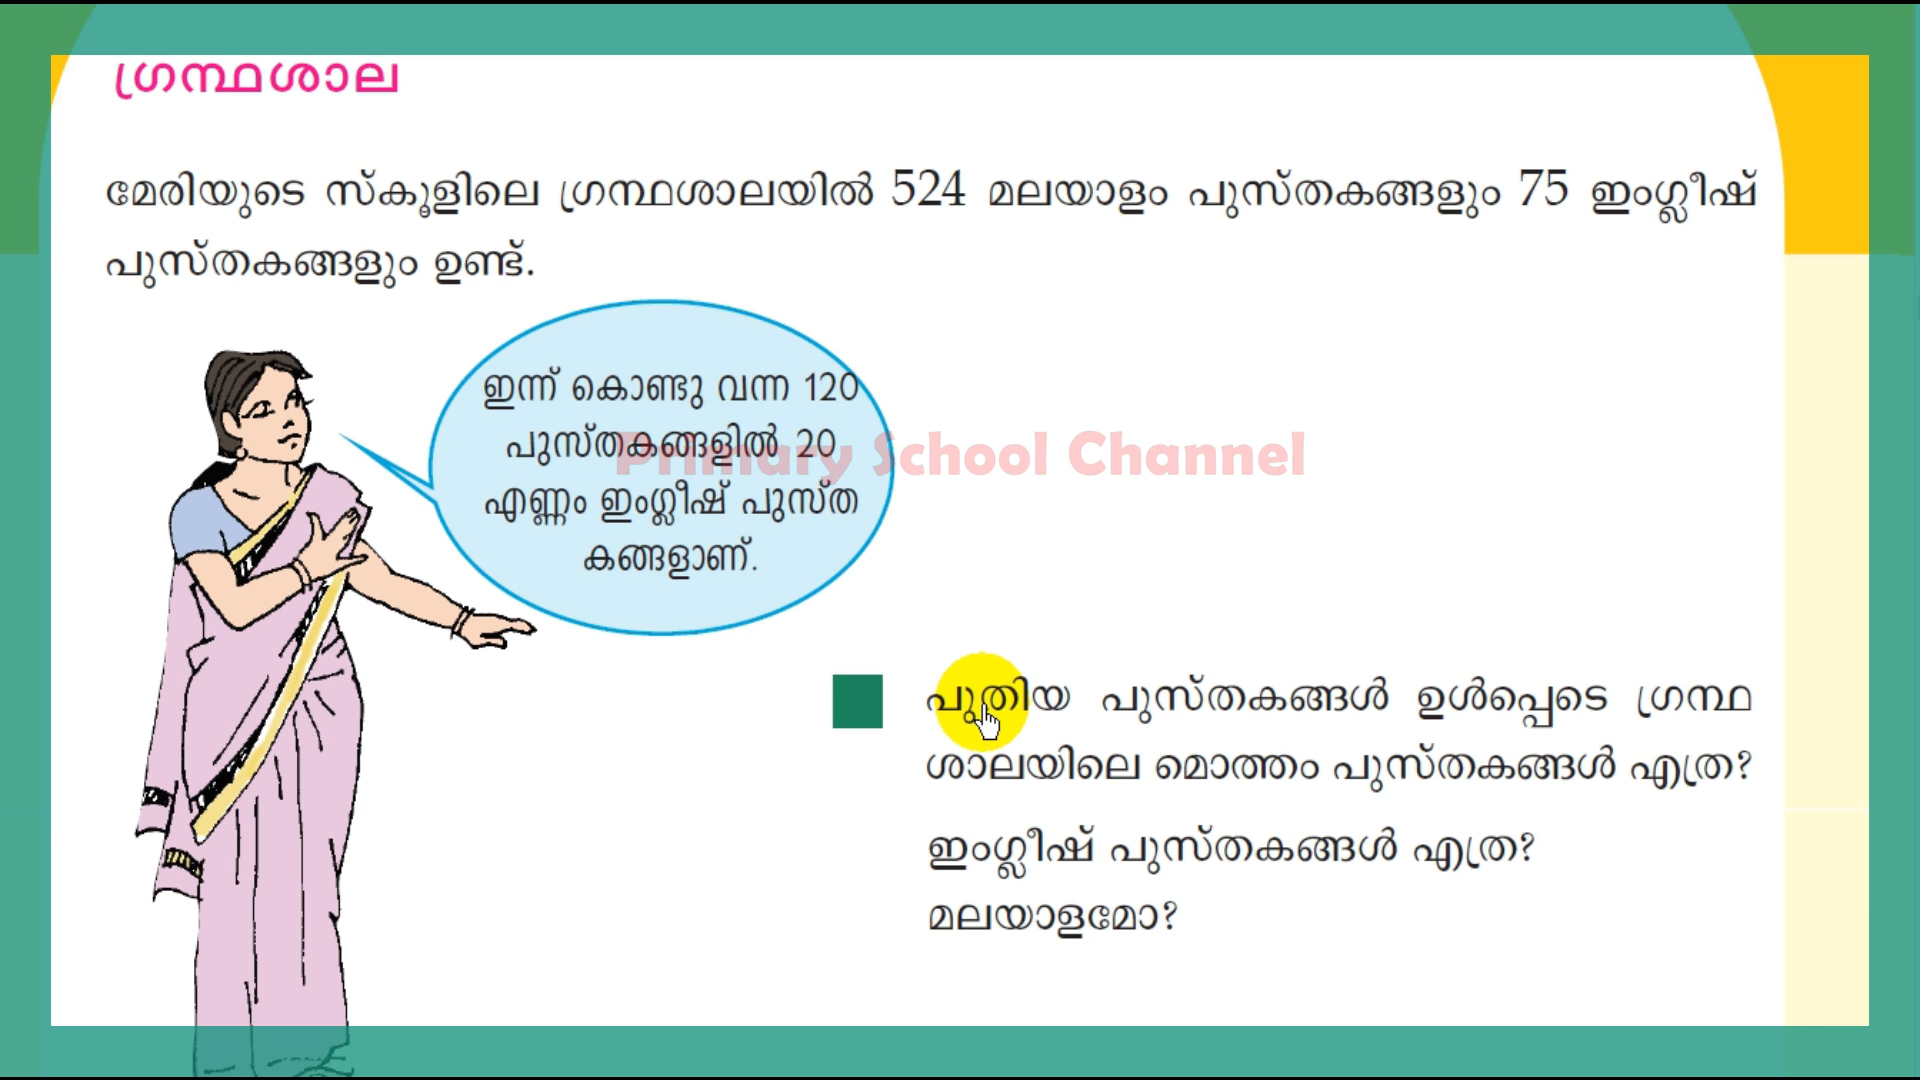 ഗ്രന്ഥശാല
മേരിയുടെ സ്കൂളിലെ ഗ്രന്ഥശാലയിൽ 524 മലയാളം പുസ്തകങ്ങളും 75 ഇംഗ്ലീഷ്
പുസ്തകങ്ങളും ഉണ്ട്.
ഇന്ന് കൊണ്ടു വന്ന 120
പുസ്തകങ്ങളിൽ 20
എണ്ണം ഇംഗ്ലീഷ് പുസ്ത
കങ്ങളാണ്.
Primary School Channel
പുതിയ പുസ്തകങ്ങൾ ഉൾപ്പെടെ ഗ്രന്ഥ
ശാലയിലെ മൊത്തം പുസ്തകങ്ങൾ എത്ര?
ഇംഗ്ലീഷ് പുസ്തകങ്ങൾ എത്ര?
മലയാളമോ?